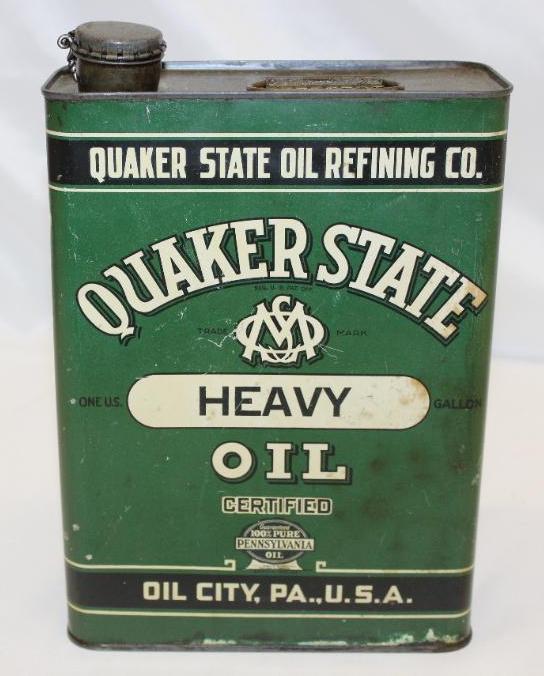 QUAKER STATE OIL REFINING CO.
QUAKER STATE
REG. U. S. PAT. OFF.
TRADE MARK
ONE U.S. HEAVY GALLON
OIL
CERTIFIED
Guaranteed
100% PURE
PENNSYLVANIA
OIL
OIL CITY, PA., U.S.A.